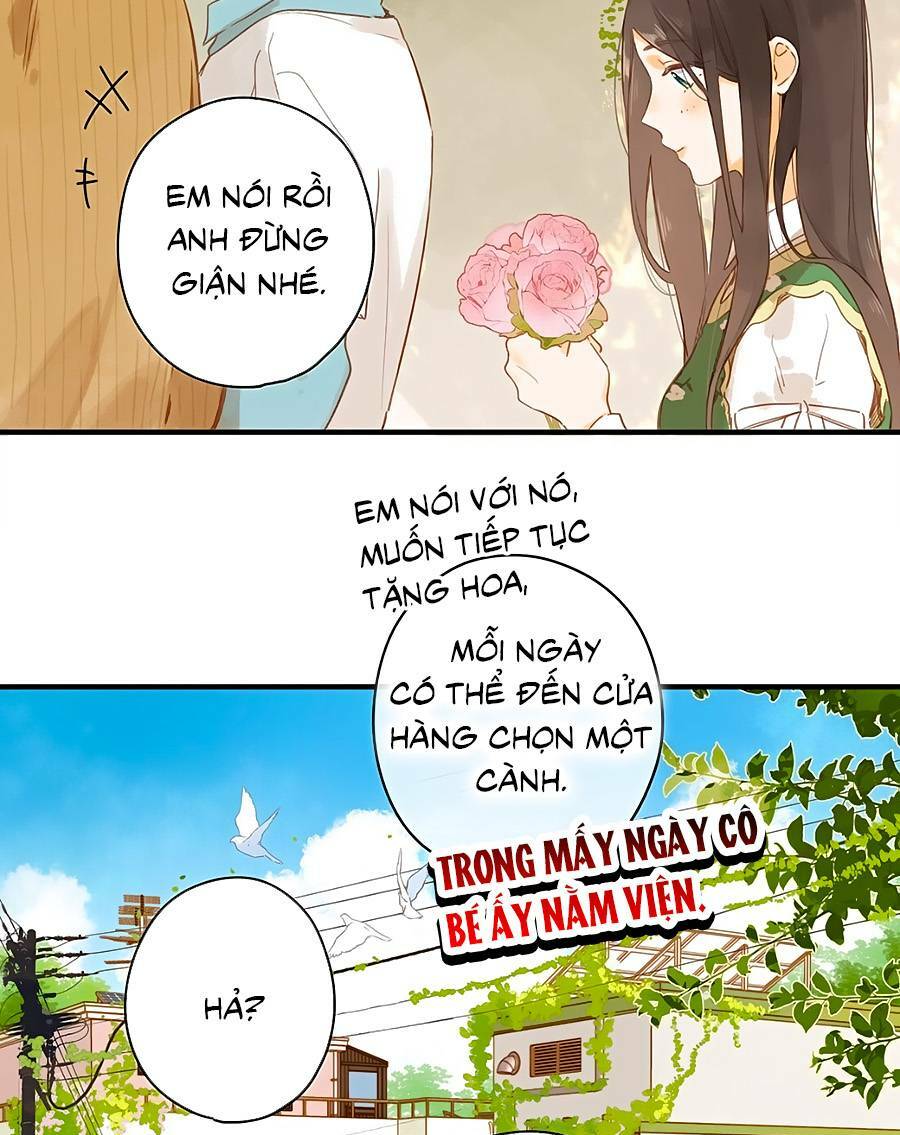 EM NÓI RỒI
ANH ĐỪNG
GIẬN NHÉ.
EM NÓI VỚI NÓ,
MUỐN TIẾP TỤC
TẶNG HOA,
MỖI NGÀY
CÓ THỂ ĐẾN CỬA
HÀNG CHỌN MỘT
CÀNH.
TRONG MẤY NGÀY CÔ
BÉ ẤY NẰM VIỆN.
HẢ?